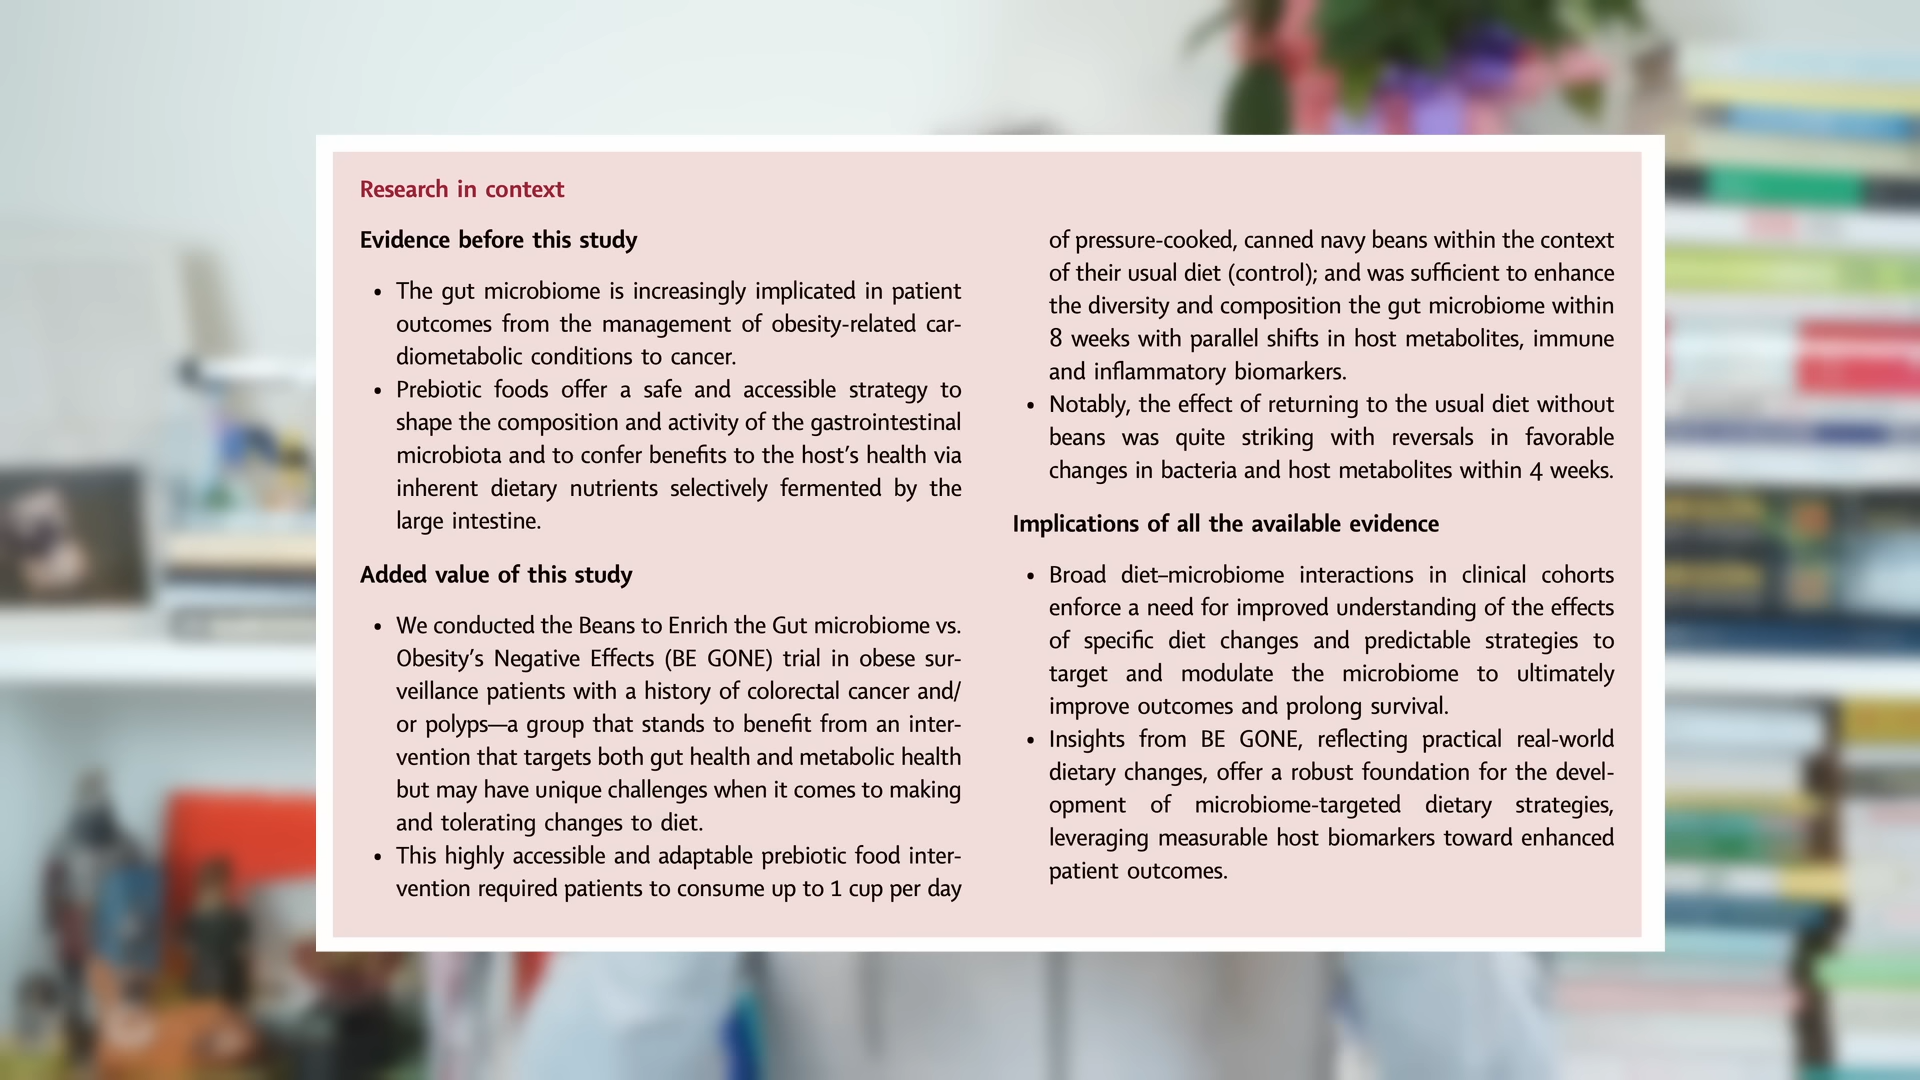 Research in context
Evidence before this study
• The gut microbiome is increasingly implicated in patient
outcomes from the management of obesity-related car-
diometabolic conditions to cancer.
• Prebiotic foods offer a safe and accessible strategy to
shape the composition and activity of the gastrointestinal
microbiota and to confer benefits to the host's health via
inherent dietary nutrients selectively fermented by the
large intestine.
Added value of this study
• We conducted the Beans to Enrich the Gut microbiome vs.
Obesity's Negative Effects (BE GONE) trial in obese sur-
veillance patients with a history of colorectal cancer and/
or polyps—a group that stands to benefit from an inter-
vention that targets both gut health and metabolic health
but may have unique challenges when it comes to making
and tolerating changes to diet.
• This highly accessible and adaptable prebiotic food inter-
vention required patients to consume up to 1 cup per day
of pressure-cooked, canned navy beans within the context
of their usual diet (control); and was sufficient to enhance
the diversity and composition the gut microbiome within
8 weeks with parallel shifts in host metabolites, immune
and inflammatory biomarkers.
• Notably, the effect of returning to the usual diet without
beans was quite striking with reversals in favorable
changes in bacteria and host metabolites within 4 weeks.
Implications of all the available evidence
• Broad diet–microbiome interactions in clinical cohorts
enforce a need for improved understanding of the effects
of specific diet changes and predictable strategies to
target and modulate the microbiome to ultimately
improve outcomes and prolong survival.
• Insights from BE GONE, reflecting practical real-world
dietary changes, offer a robust foundation for the devel-
opment of microbiome-targeted dietary strategies,
leveraging measurable host biomarkers toward enhanced
patient outcomes.